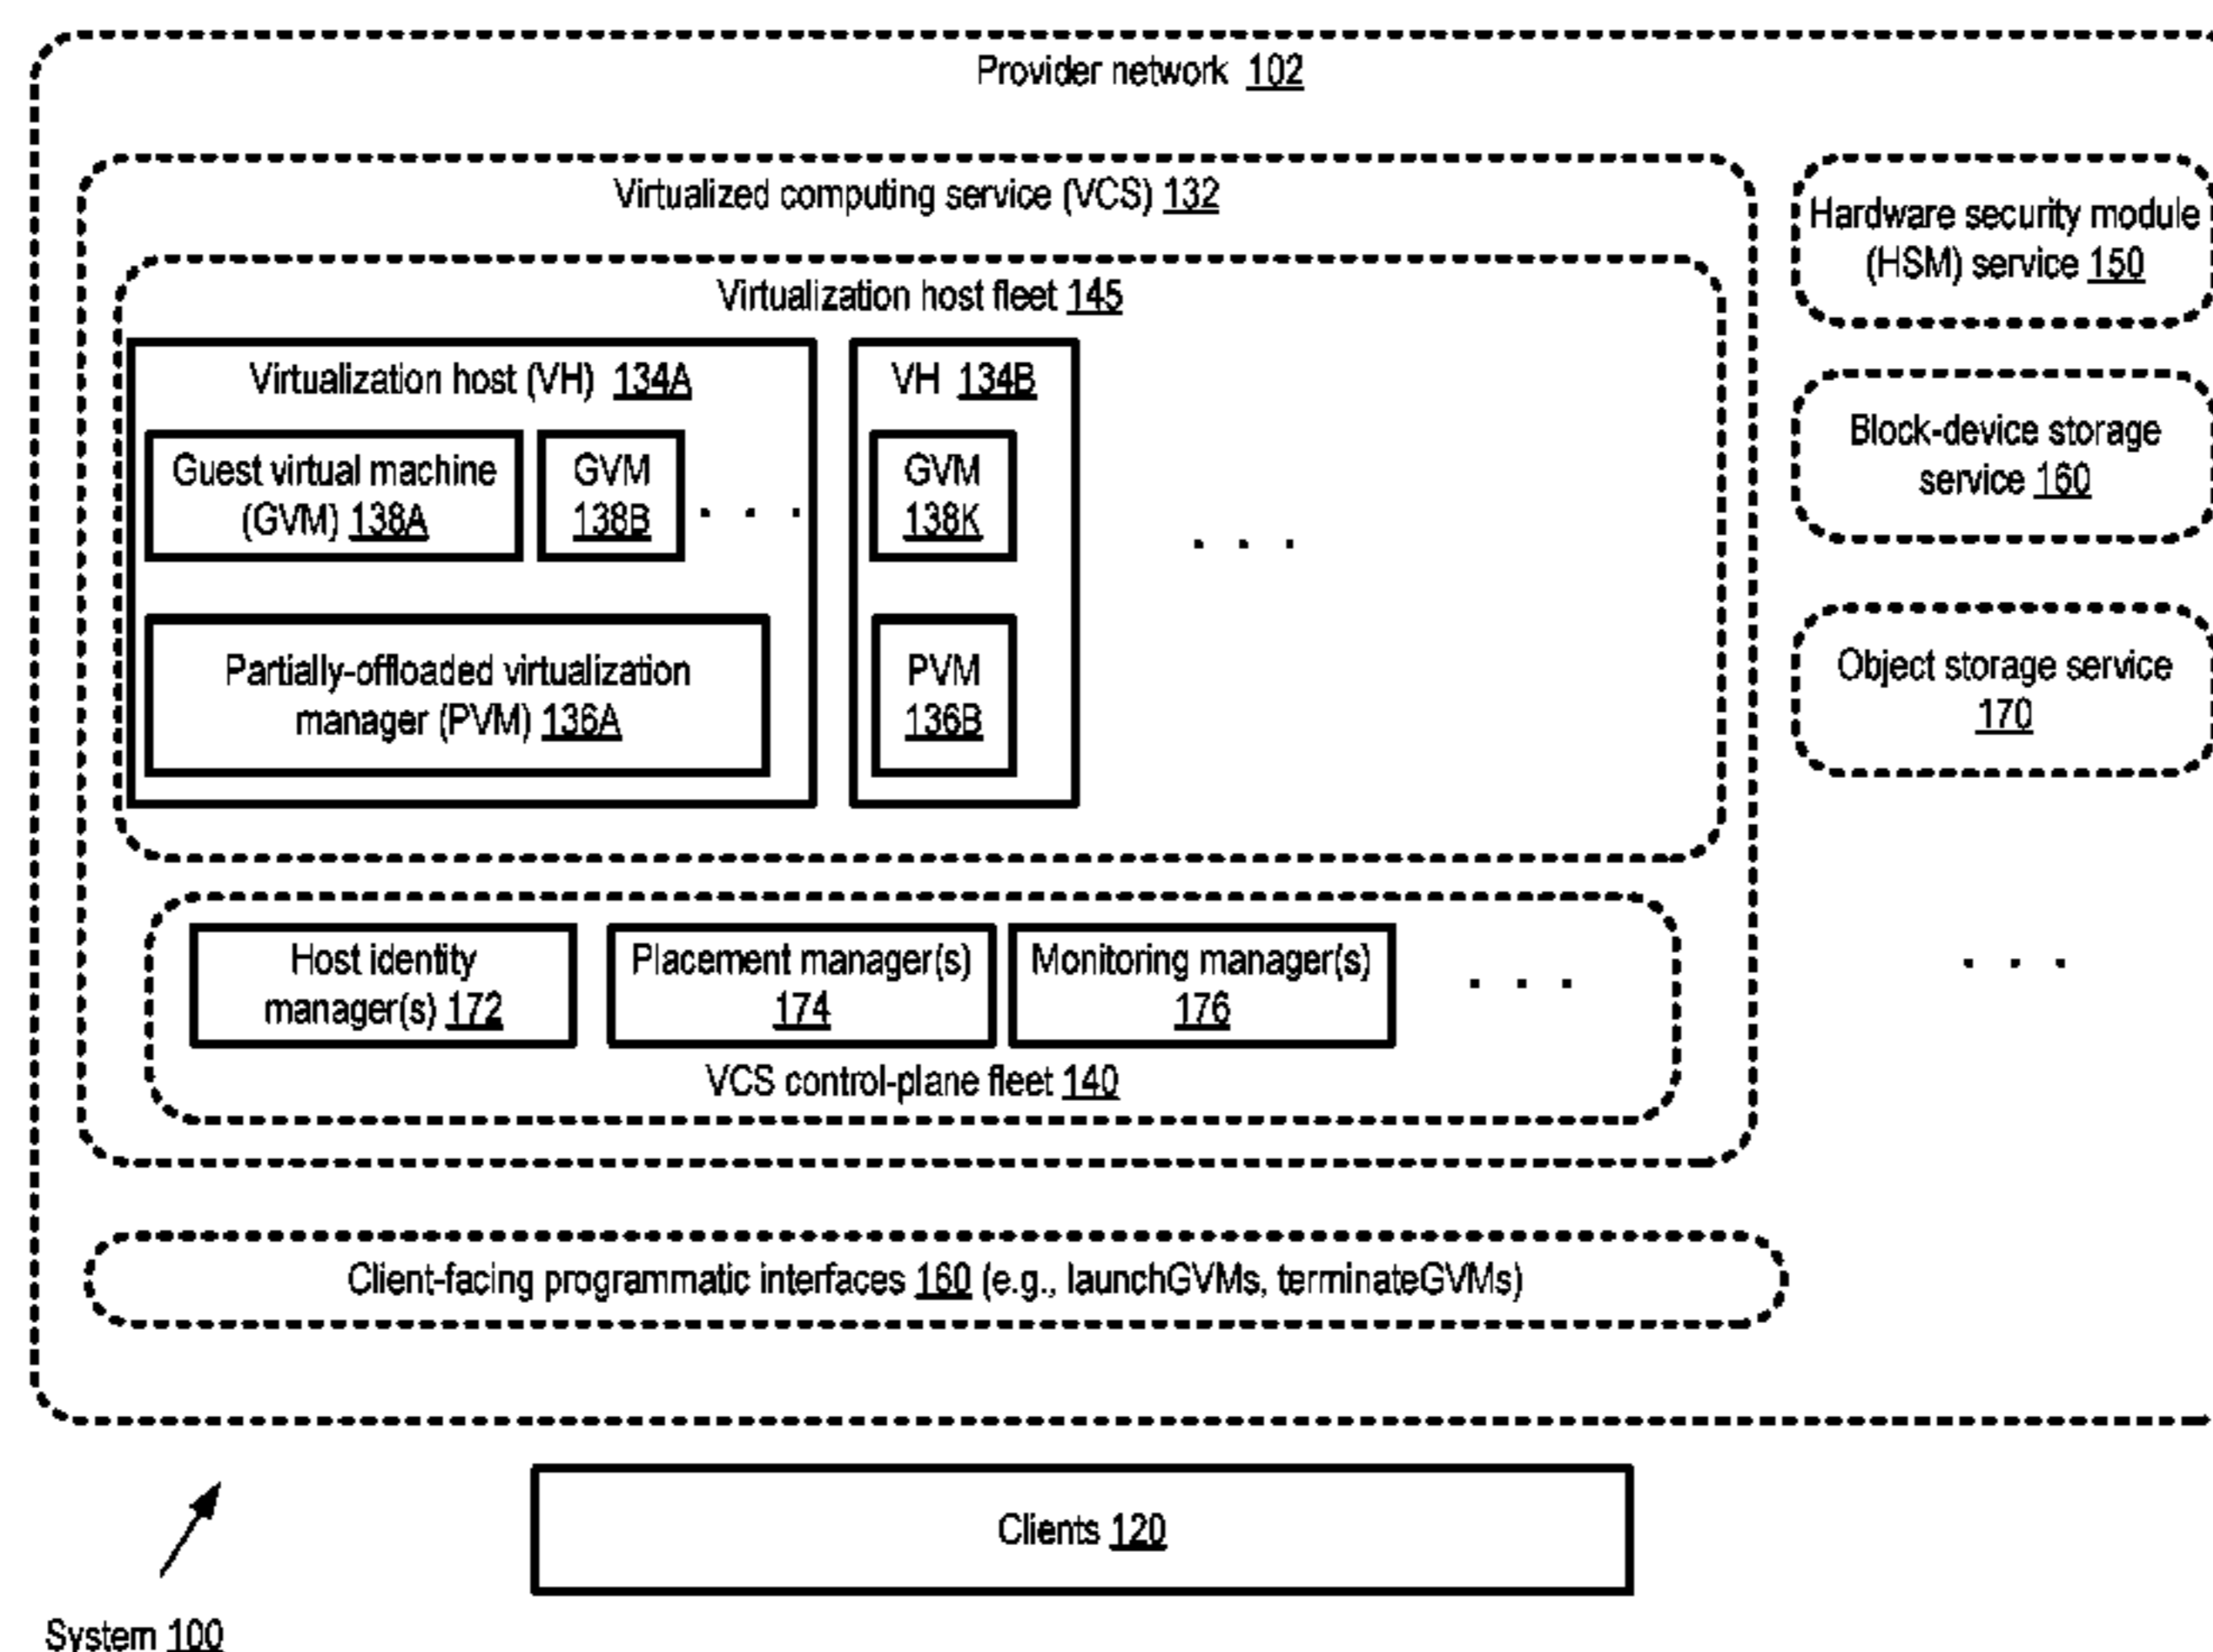 Provider network 102
Virtualized computing service (VCS) 132
Virtualization host fleet 145
Virtualization host (VH) 134A
Guest virtual machine
(GVM) 138A
GVM
138B
. . .
Partially-offloaded virtualization
manager (PVM) 136A
VH 134B
GVM
138K
PVM
136B
. . .
Host identity
manager(s) 172
Placement manager(s)
174
Monitoring manager(s)
176
. . .
VCS control-plane fleet 140
Hardware security module
(HSM) service 150
Block-device storage
service 160
Object storage service
170
. . .
Client-facing programmatic interfaces 160 (e.g., launchGVMs, terminateGVMs)
Clients 120
System 100